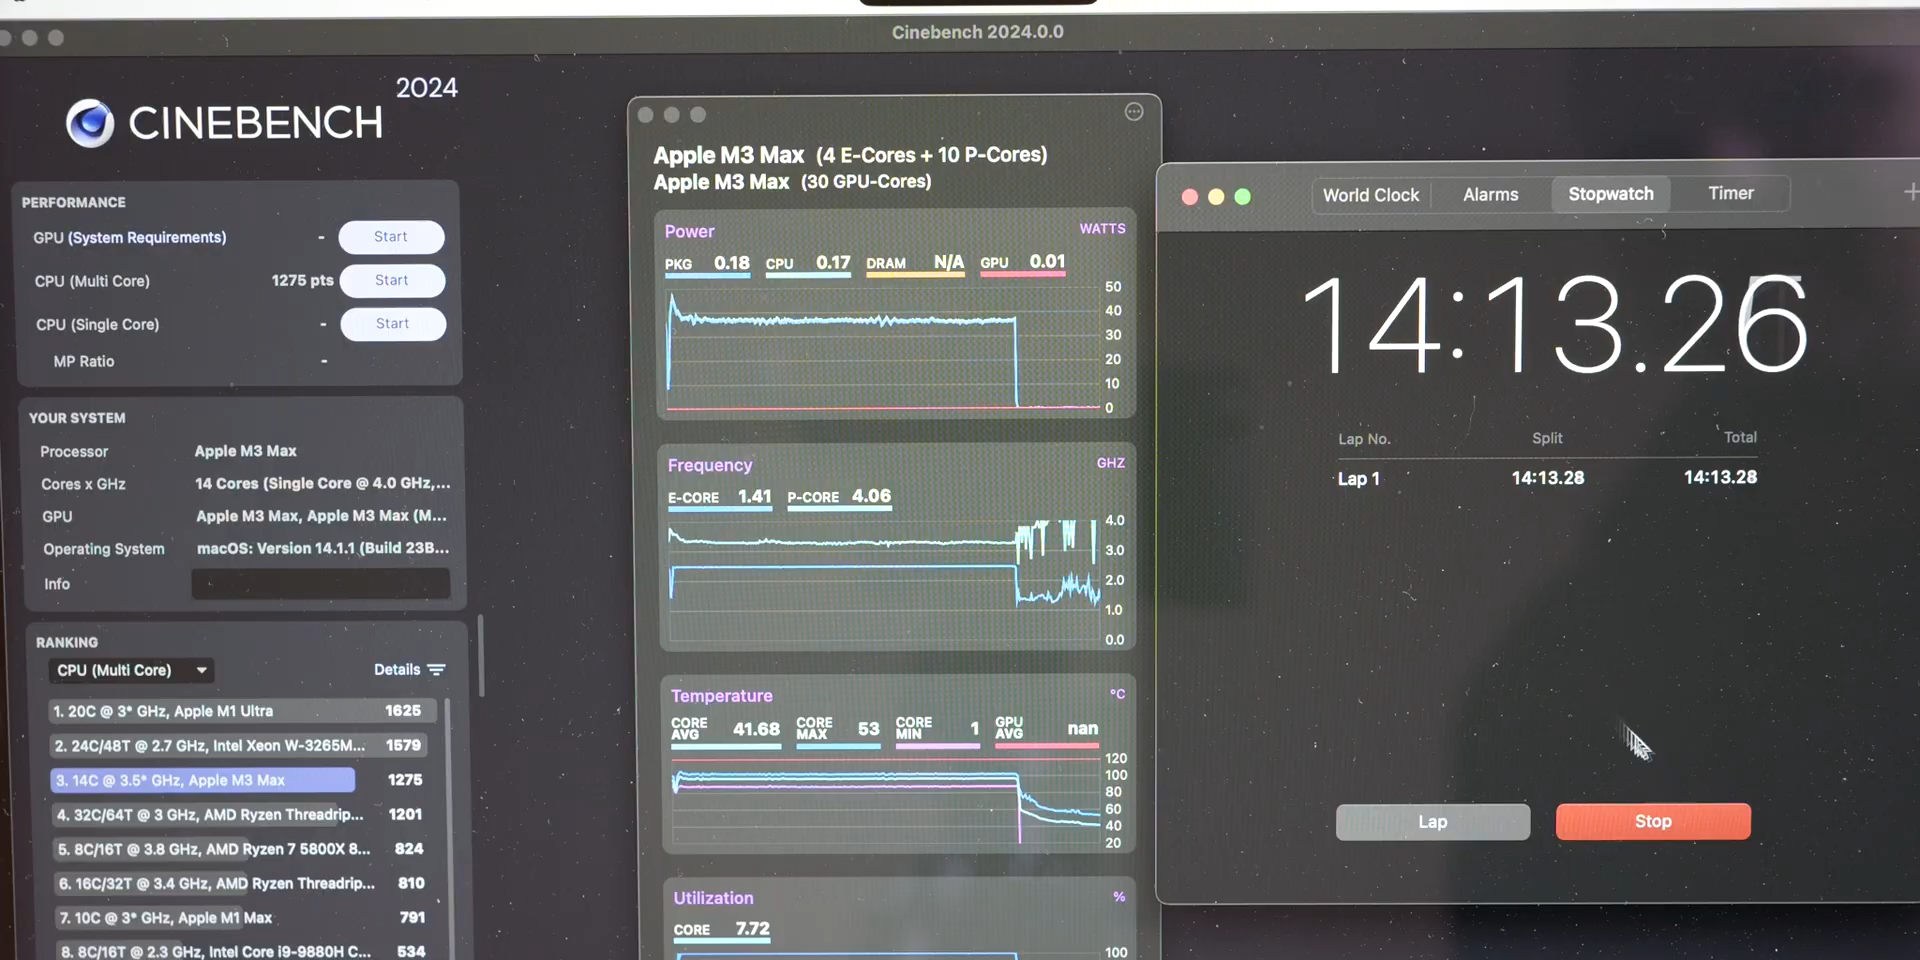 Cinebench 2024.0.0
2024
CINEBENCH
PERFORMANCE
GPU (System Requirements) - Start
CPU (Multi Core) 1275 pts Start
CPU (Single Core) - Start
MP Ratio -
YOUR SYSTEM
Processor Apple M3 Max
Cores x GHz 14 Cores (Single Core @ 4.0 GHz,...
GPU Apple M3 Max, Apple M3 Max (M...
Operating System macOS: Version 14.1.1 (Build 23B...
Info
RANKING
CPU (Multi Core) Details
1. 20C @ 3* GHz, Apple M1 Ultra 1625
2. 24C/48T @ 2.7 GHz, Intel Xeon W-3265M... 1579
3. 14C @ 3.5* GHz, Apple M3 Max 1275
4. 32C/64T @ 3 GHz, AMD Ryzen Threadrip... 1201
5. 8C/16T @ 3.8 GHz, AMD Ryzen 7 5800X 8... 824
6. 16C/32T @ 3.4 GHz, AMD Ryzen Threadrip... 810
7. 10C @ 3* GHz, Apple M1 Max 791
8. 8C/16T @ 2.3 GHz, Intel Core i9-9880H C... 534
Apple M3 Max (4 E-Cores + 10 P-Cores)
Apple M3 Max (30 GPU-Cores)
Power WATTS
PKG 0.18 CPU 0.17 DRAM N/A GPU 0.01
50
40
30
20
10
0
Frequency GHZ
E-CORE 1.41 P-CORE 4.06
4.0
3.0
2.0
1.0
0.0
Temperature °C
CORE AVG 41.68 CORE MAX 53 CORE MIN 1 GPU AVG nan
120
100
80
60
40
20
Utilization %
CORE 7.72
100
World Clock Alarms Stopwatch Timer
14:13.26
Lap No. Split Total
Lap 1 14:13.28 14:13.28
Lap Stop